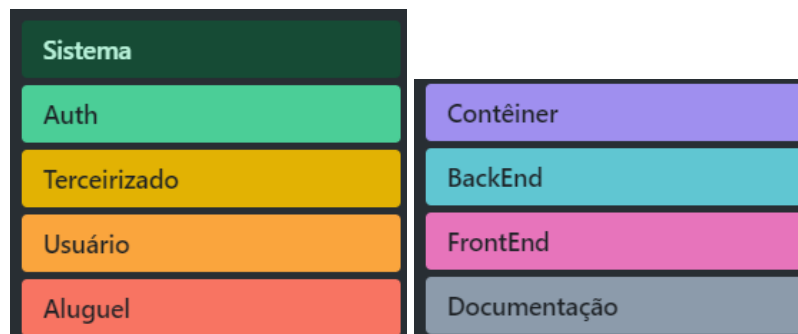 Sistema
Auth
Terceirizado
Usuário
Aluguel
Contêiner
BackEnd
FrontEnd
Documentação